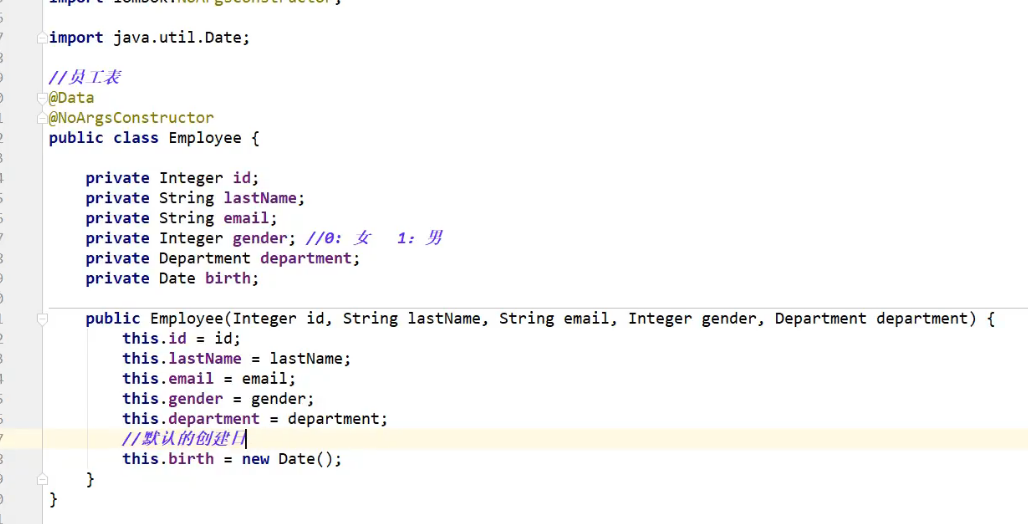 import lombok.NoArgsConstructor;
import java.util.Date;
//员工表
@Data
@NoArgsConstructor
public class Employee {
private Integer id;
private String lastName;
private String email;
private Integer gender; //0: 女 1: 男
private Department department;
private Date birth;
public Employee(Integer id, String lastName, String email, Integer gender, Department department) {
this.id = id;
this.lastName = lastName;
this.email = email;
this.gender = gender;
this.department = department;
//默认的创建日
this.birth = new Date();
}
}